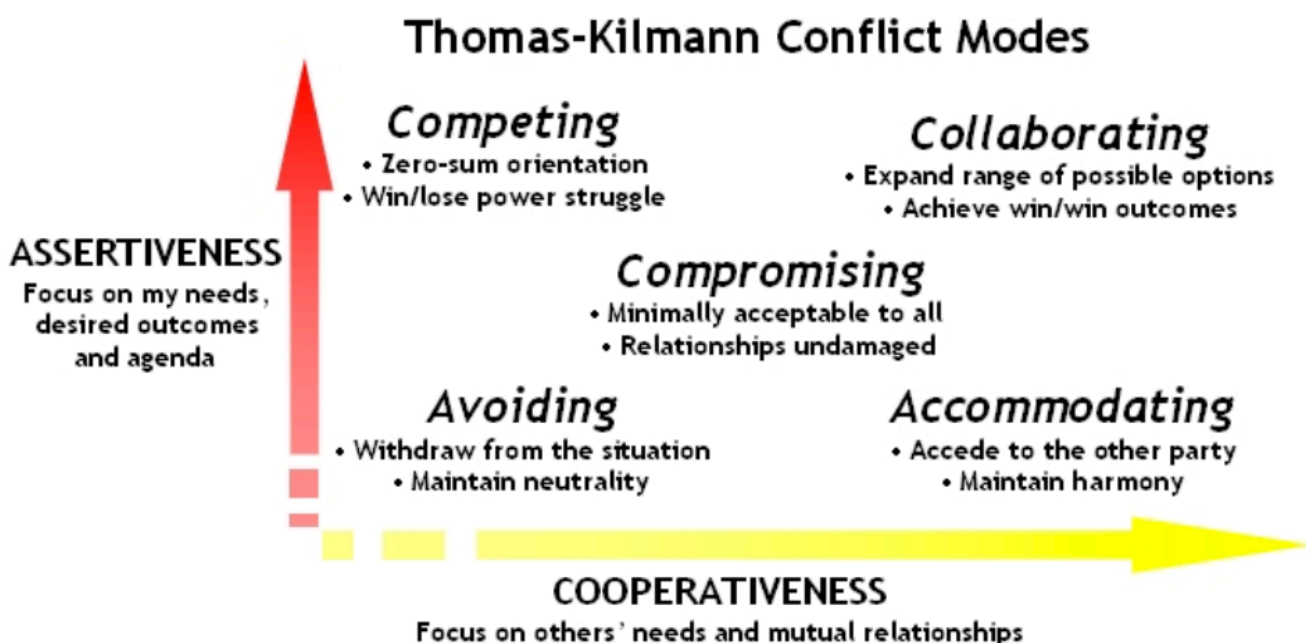 Thomas-Kilmann Conflict Modes
Competing
• Zero-sum orientation
• Win/lose power struggle
Collaborating
• Expand range of possible options
• Achieve win/win outcomes
ASSERTIVENESS
Focus on my needs,
desired outcomes
and agenda
Compromising
• Minimally acceptable to all
• Relationships undamaged
Avoiding
• Withdraw from the situation
• Maintain neutrality
Accommodating
• Accede to the other party
• Maintain harmony
COOPERATIVENESS
Focus on others' needs and mutual relationships